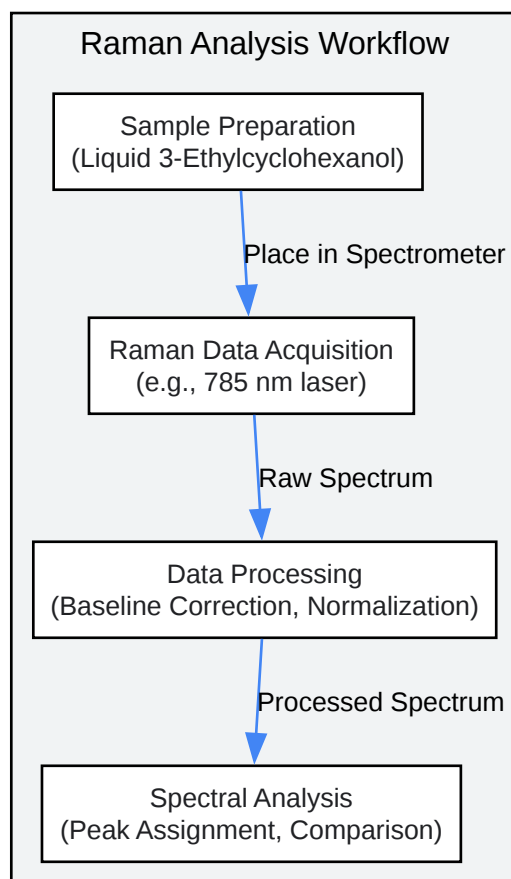 Raman Analysis Workflow
Sample Preparation
(Liquid 3-Ethylcyclohexanol)
Place in Spectrometer
Raman Data Acquisition
(e.g., 785 nm laser)
Raw Spectrum
Data Processing
(Baseline Correction, Normalization)
Processed Spectrum
Spectral Analysis
(Peak Assignment, Comparison)